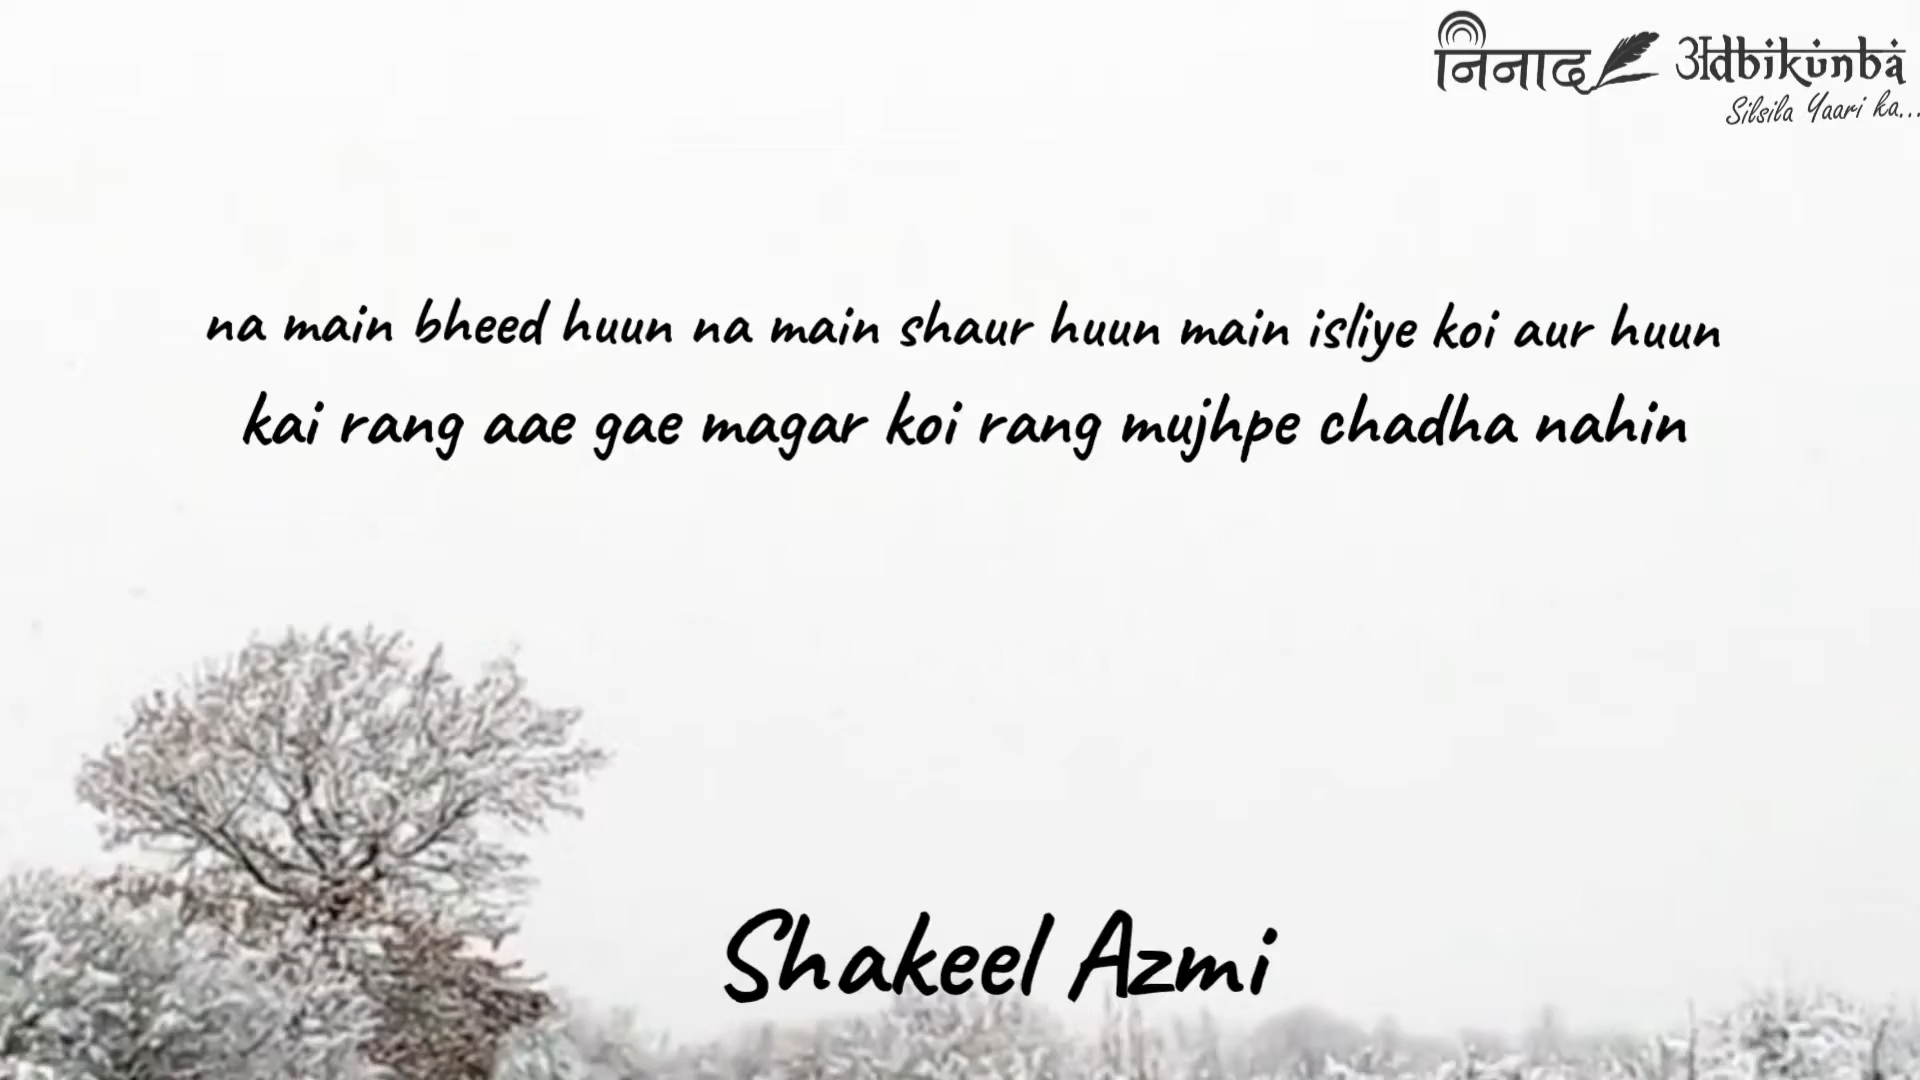 निनाद अdbikunba
Silsila Yaari ka...
na main bheed huun na main shaur huun main isliye koi aur huun
kai rang aae gae magar koi rang mujhpe chadha nahin
Shakeel Azmi